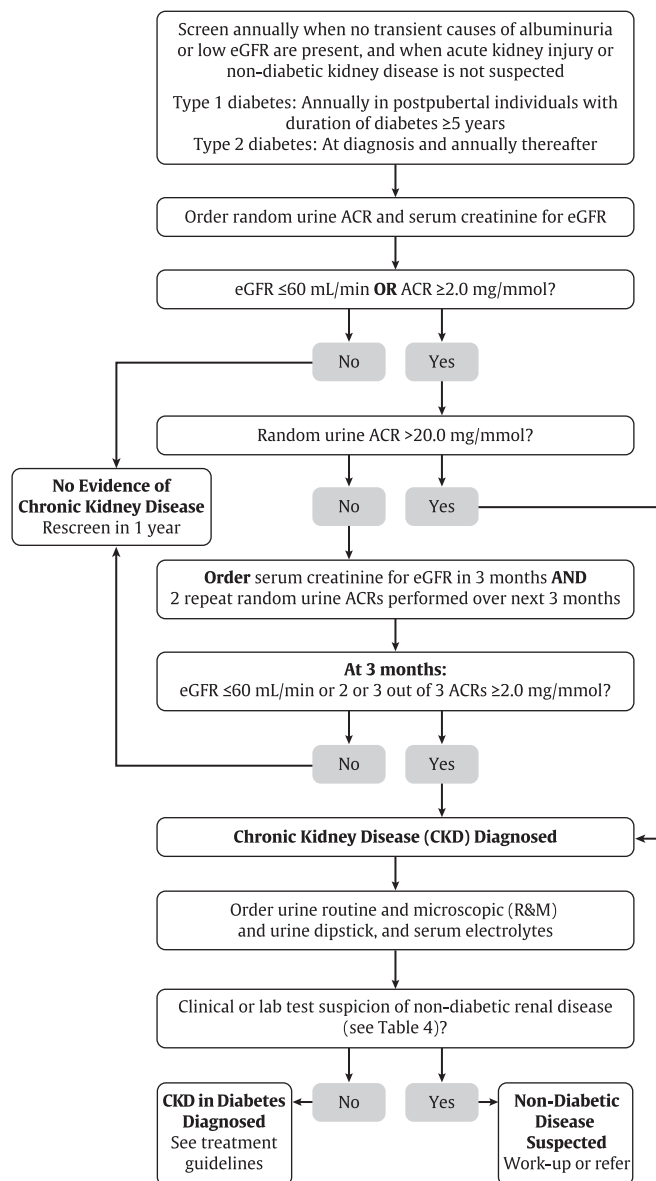 Screen annually when no transient causes of albuminuria
or low eGFR are present, and when acute kidney injury or
non-diabetic kidney disease is not suspected
Type 1 diabetes: Annually in postpubertal individuals with
duration of diabetes ≥5 years
Type 2 diabetes: At diagnosis and annually thereafter
Order random urine ACR and serum creatinine for eGFR
eGFR ≤60 mL/min OR ACR ≥2.0 mg/mmol?
No
Yes
Random urine ACR >20.0 mg/mmol?
No
Yes
No Evidence of
Chronic Kidney Disease
Rescreen in 1 year
Order serum creatinine for eGFR in 3 months AND
2 repeat random urine ACRs performed over next 3 months
At 3 months:
eGFR ≤60 mL/min or 2 or 3 out of 3 ACRs ≥2.0 mg/mmol?
No
Yes
Chronic Kidney Disease (CKD) Diagnosed
Order urine routine and microscopic (R&M)
and urine dipstick, and serum electrolytes
Clinical or lab test suspicion of non-diabetic renal disease
(see Table 4)?
No
Yes
CKD in Diabetes
Diagnosed
See treatment
guidelines
Non-Diabetic
Disease
Suspected
Work-up or refer